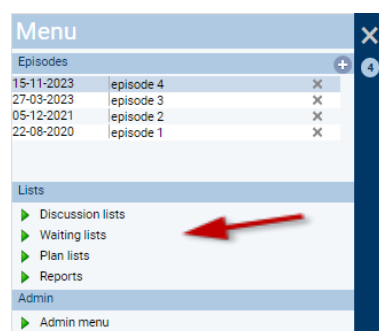 Menu
Episodes
4
15-11-2023 episode 4
27-03-2023 episode 3
05-12-2021 episode 2
22-08-2020 episode 1
Lists
Discussion lists
Waiting lists
Plan lists
Reports
Admin
Admin menu